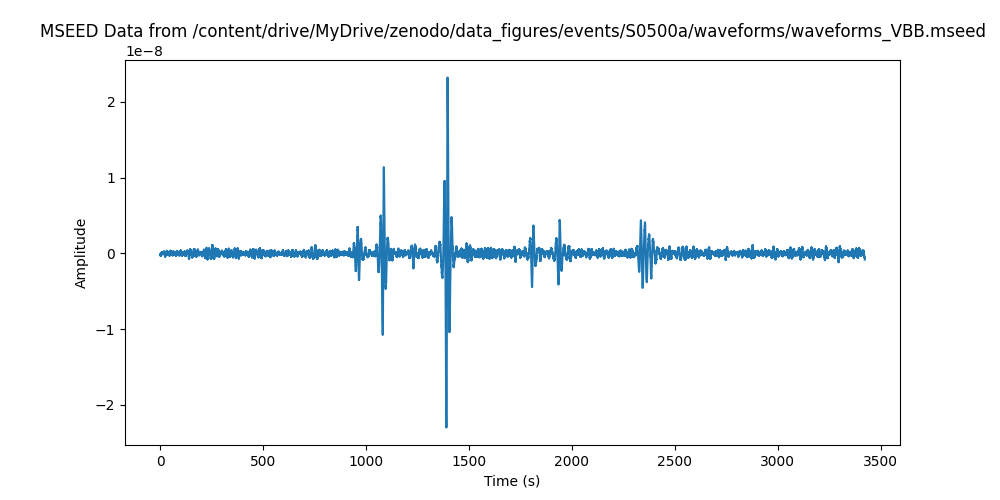 MSEED Data from /content/drive/MyDrive/zenodo/data_figures/events/S0500a/waveforms/waveforms_VBB.mseed
1e−8
2
1
0
−1
−2
Amplitude
0 500 1000 1500 2000 2500 3000 3500
Time (s)